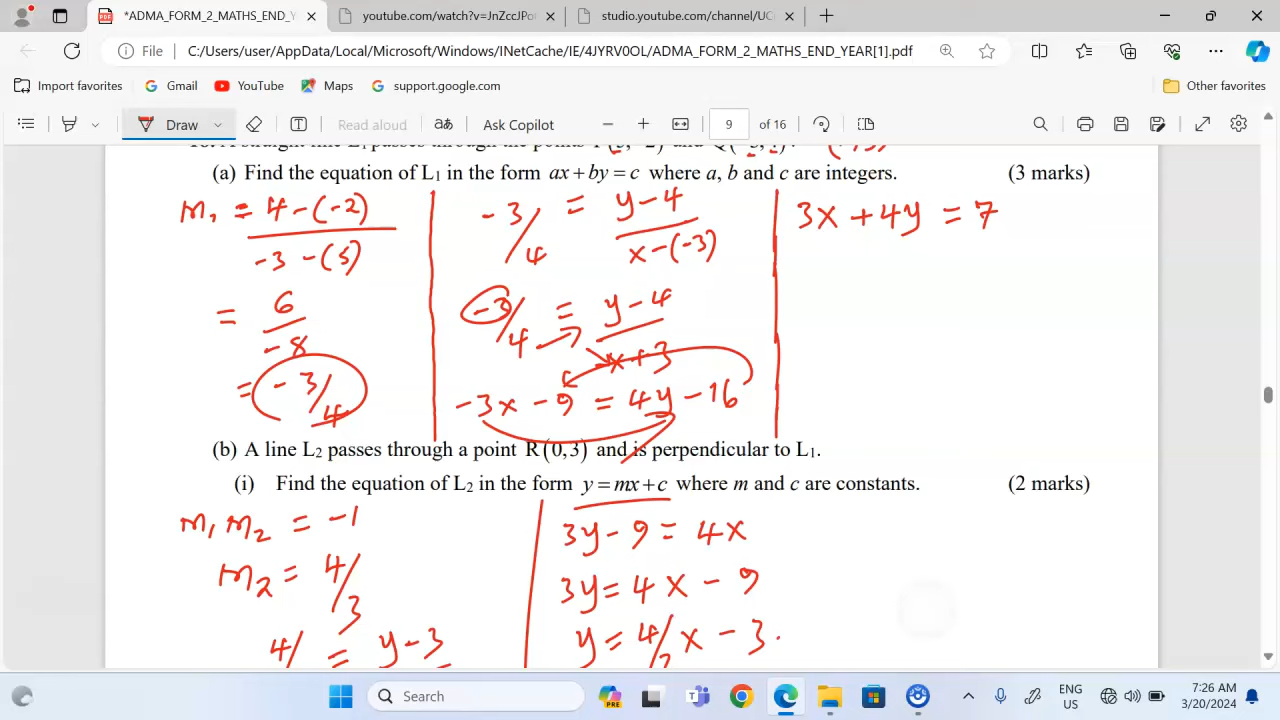 *ADMA_FORM_2_MATHS_END_Y
youtube.com/watch?v=JnZccJPo
studio.youtube.com/channel/UC
File
C:/Users/user/AppData/Local/Microsoft/Windows/INetCache/IE/4JYRV0OL/ADMA_FORM_2_MATHS_END_YEAR[1].pdf
Import favorites
Gmail
YouTube
Maps
support.google.com
Other favorites
Draw
Read aloud
Ask Copilot
9 of 16
(a) Find the equation of L₁ in the form ax+by=c where a, b and c are integers. (3 marks)
m₁ = 4-(-2)
-3-(5)
= 6
-8
= -3/4
-3/4 = y-4
x-(-3)
-3/4 = y-4
x+3
-3x-9 = 4y-16
3x+4y=7
(b) A line L₂ passes through a point R(0,3) and is perpendicular to L₁.
(i) Find the equation of L₂ in the form y=mx+c where m and c are constants. (2 marks)
m₁m₂ = -1
m₂ = 4/3
4/ = y-3
3y-9=4x
3y=4x-9
y=4/3x-3.
Search
PRE
ENG
US
7:26 AM
3/20/2024